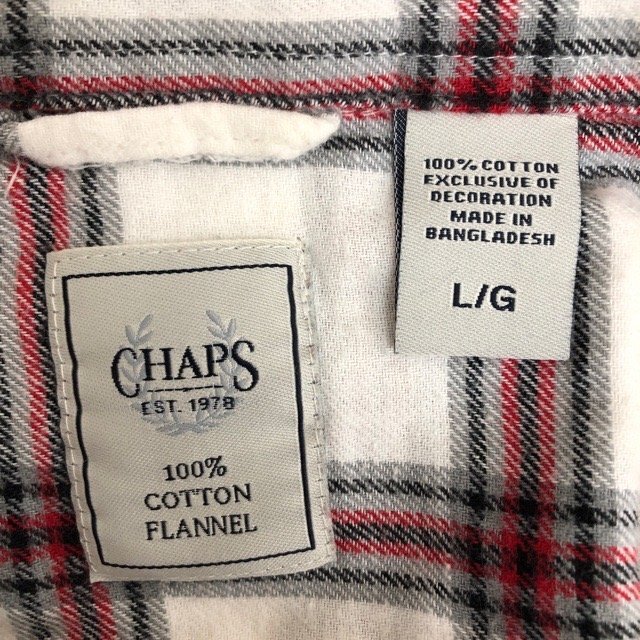 100% COTTON
EXCLUSIVE OF
DECORATION
MADE IN
BANGLADESH
L/G
CHAPS
EST. 1978
100%
COTTON
FLANNEL